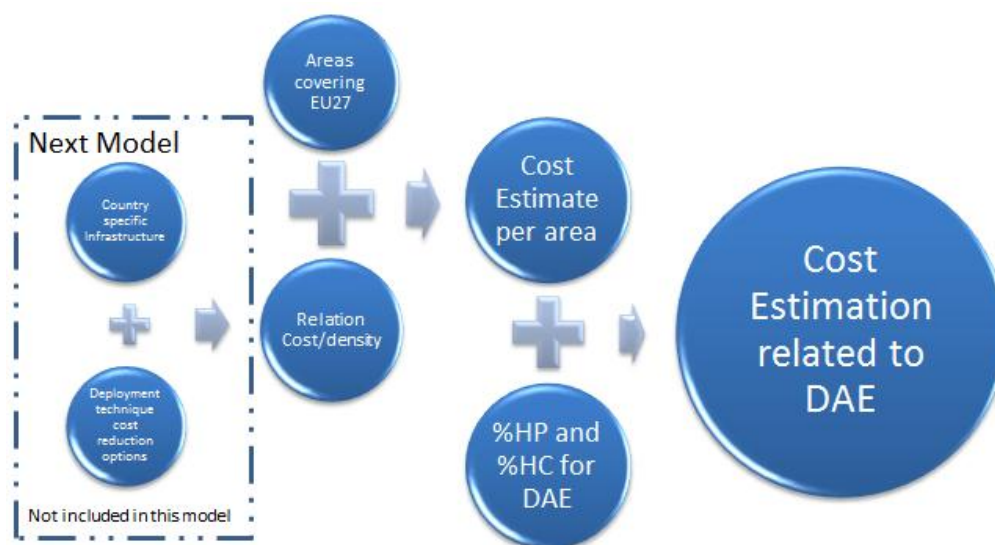 Next Model
Country
specific
Infrastructure
Deployment
technique
cost
reduction
options
Not included in this model
Areas
covering
EU27
Relation
Cost/density
Cost
Estimate
per area
%HP and
%HC for
DAE
Cost
Estimation
related to
DAE